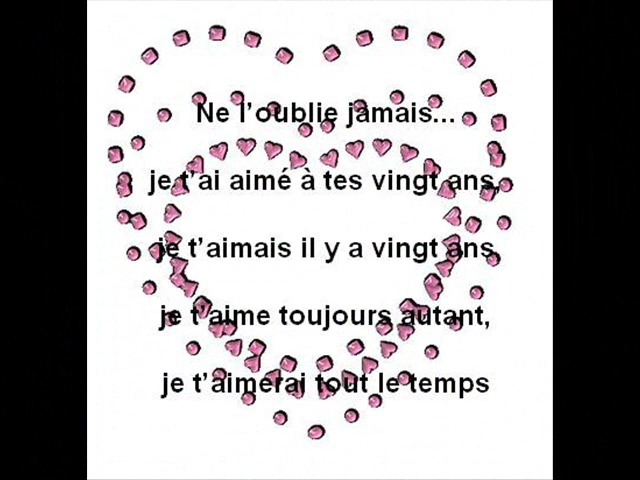 Ne l’oublie jamais...
je t’ai aimé à tes vingt ans,
je t’aimais il y a vingt ans,
je t’aime toujours autant,
je t’aimerai tout le temps